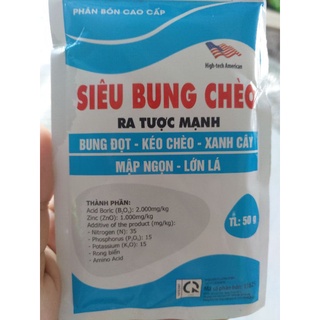 PHÂN BÓN CAO CẤP
High-tech American
SIÊU BUNG CHÈO
RA TƯỢC MẠNH
BUNG ĐỌT - KÉO CHÈO - XANH CÂY
MẬP NGỌN - LỚN LÁ
TL: 50 g
THÀNH PHẦN:
Acid Boric (B₂O₃): 2.000mg/kg
Zinc (ZnO): 1.000mg/kg
Additive of the product (mg/kg):
- Nitrogen (N): 35
- Phosphorus (P₂O₅): 15
- Potassium (K₂O): 15
- Rong biển
- Amino Acid